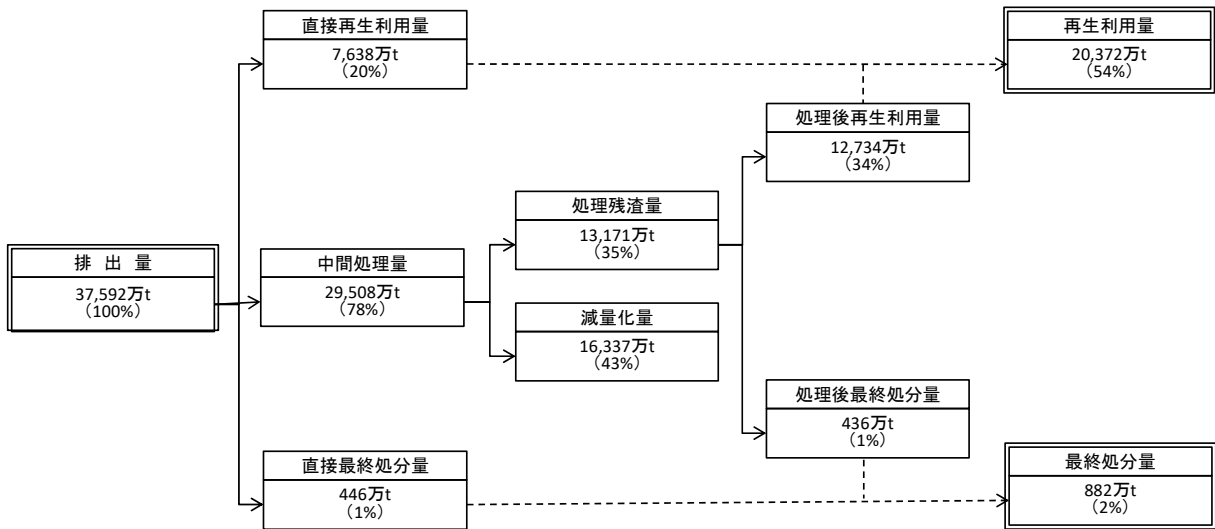 直接再生利用量
7,638万t
(20%)
再生利用量
20,372万t
(54%)
処理後再生利用量
12,734万t
(34%)
処理残渣量
13,171万t
(35%)
排 出 量
37,592万t
(100%)
中間処理量
29,508万t
(78%)
減量化量
16,337万t
(43%)
処理後最終処分量
436万t
(1%)
直接最終処分量
446万t
(1%)
最終処分量
882万t
(2%)